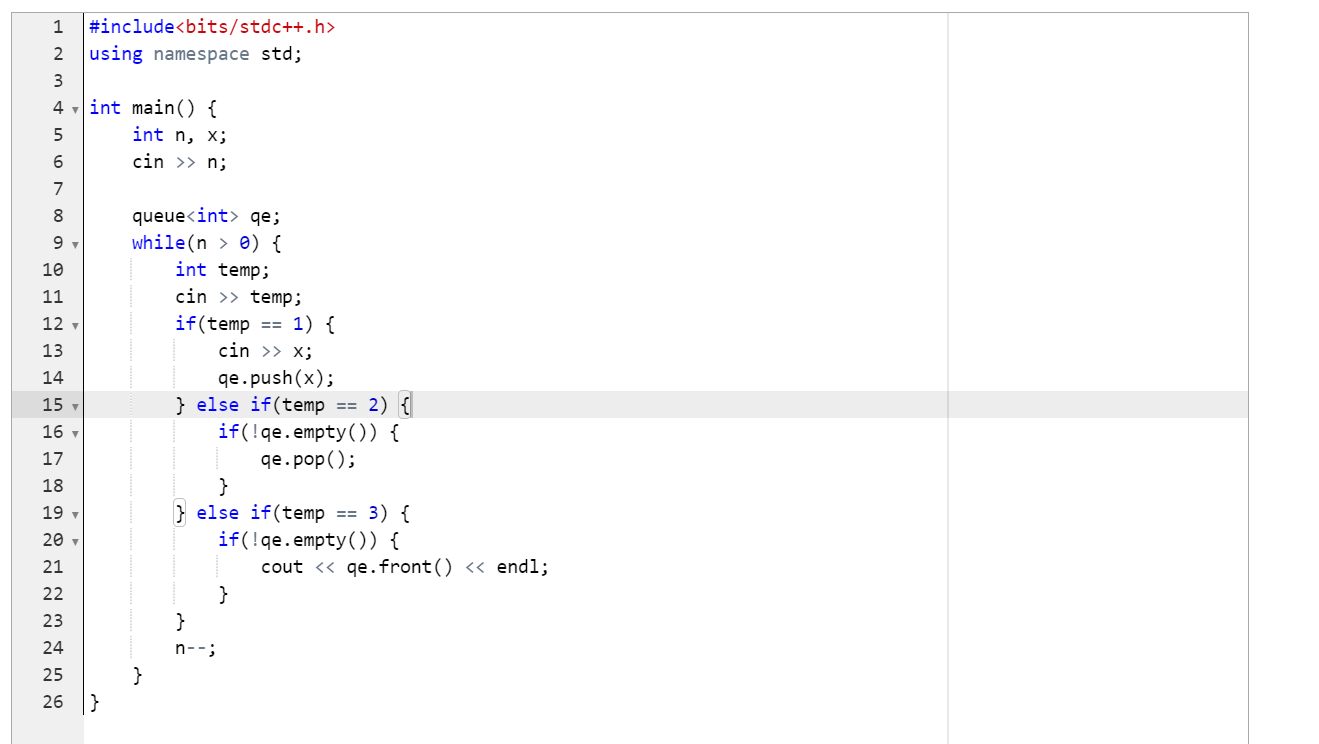 1 #include<bits/stdc++.h>
2 using namespace std;
3
4 int main() {
5     int n, x;
6     cin >> n;
7
8     queue<int> qe;
9     while(n > 0) {
10         int temp;
11         cin >> temp;
12         if(temp == 1) {
13             cin >> x;
14             qe.push(x);
15         } else if(temp == 2) {
16             if(!qe.empty()) {
17                 qe.pop();
18             }
19         } else if(temp == 3) {
20             if(!qe.empty()) {
21                 cout << qe.front() << endl;
22             }
23         }
24         n--;
25     }
26 }